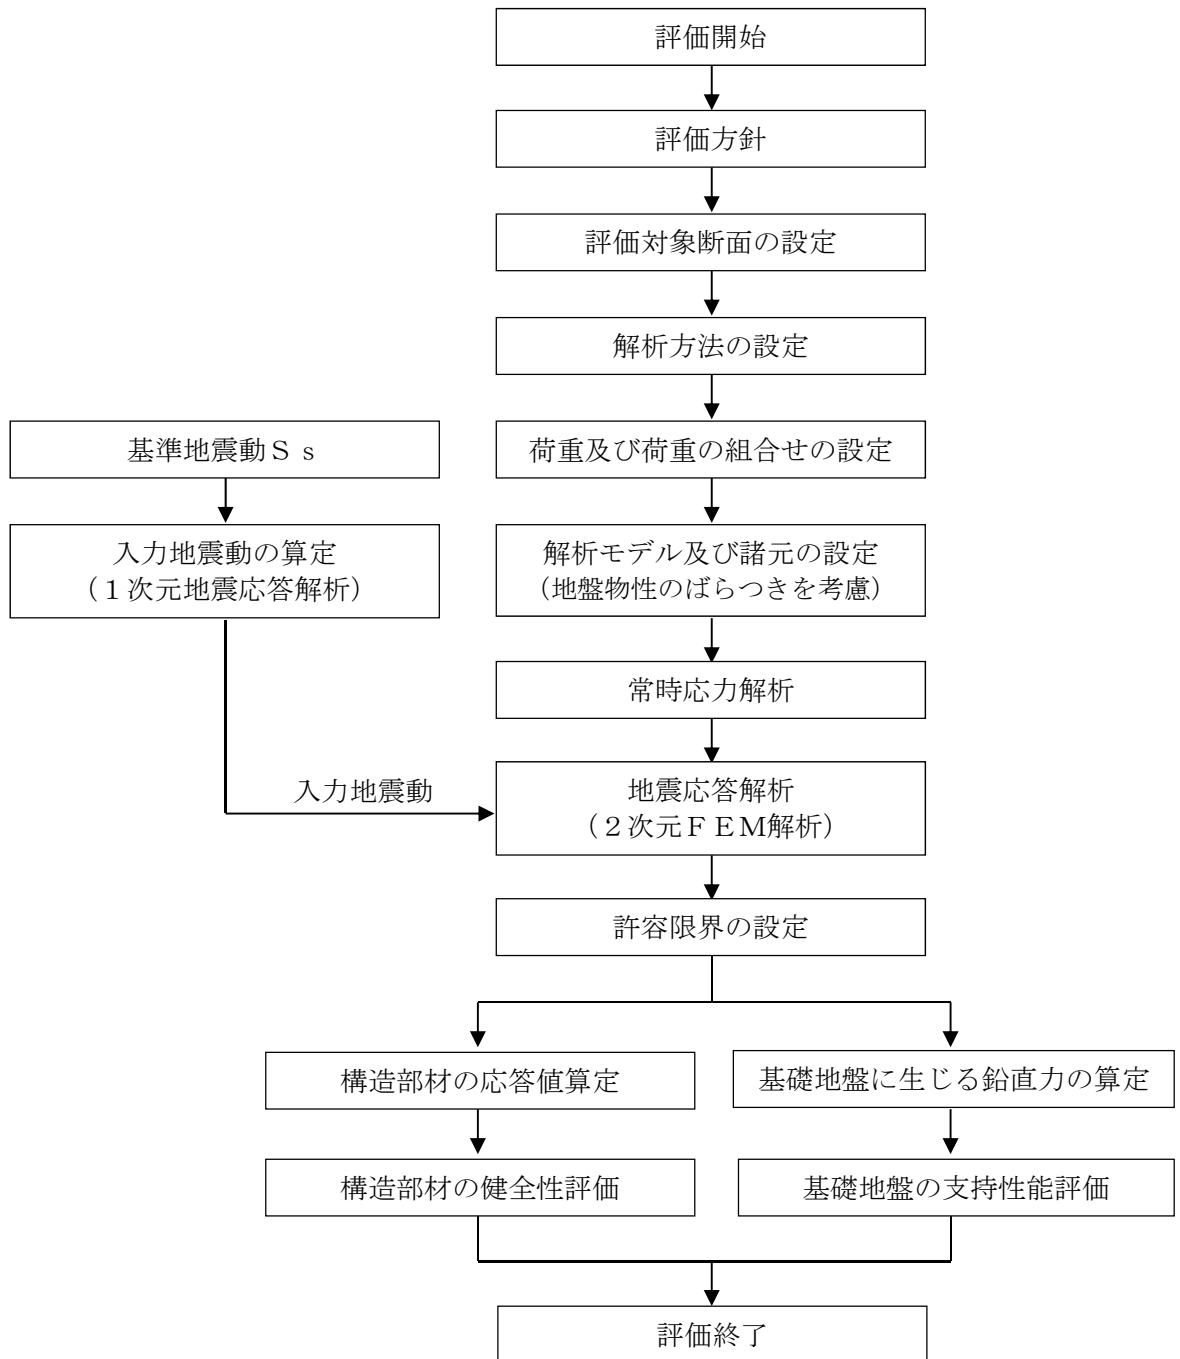 評価開始
評価方針
評価対象断面の設定
解析方法の設定
基準地震動Ｓｓ
荷重及び荷重の組合せの設定
入力地震動の算定
（１次元地震応答解析）
解析モデル及び諸元の設定
（地盤物性のばらつきを考慮）
常時応力解析
入力地震動
地震応答解析
（２次元ＦＥＭ解析）
許容限界の設定
構造部材の応答値算定
基礎地盤に生じる鉛直力の算定
構造部材の健全性評価
基礎地盤の支持性能評価
評価終了